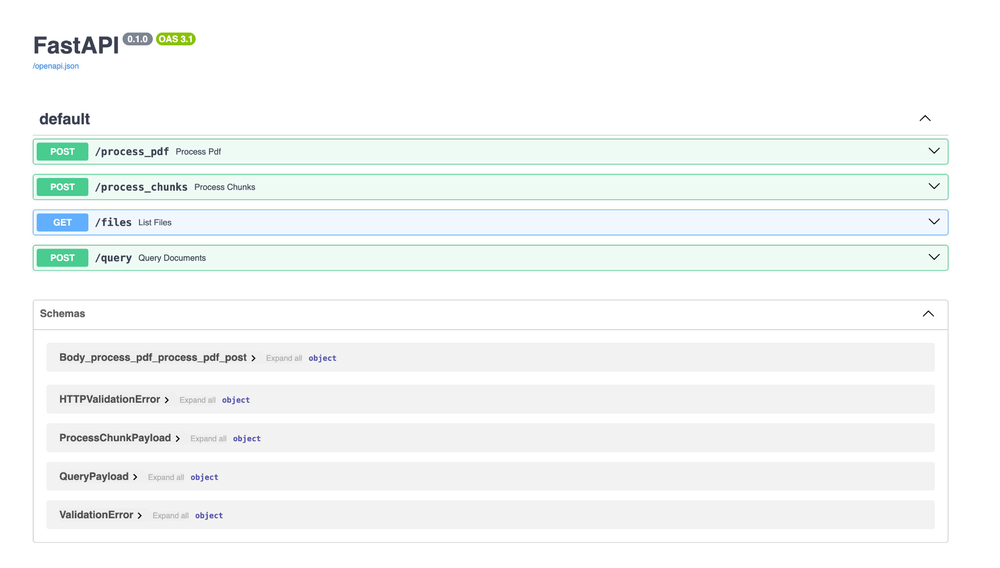 FastAPI 0.1.0 OAS 3.1
/openapi.json
default
POST /process_pdf Process Pdf
POST /process_chunks Process Chunks
GET /files List Files
POST /query Query Documents
Schemas
Body_process_pdf_process_pdf_post Expand all object
HTTPValidationError Expand all object
ProcessChunkPayload Expand all object
QueryPayload Expand all object
ValidationError Expand all object